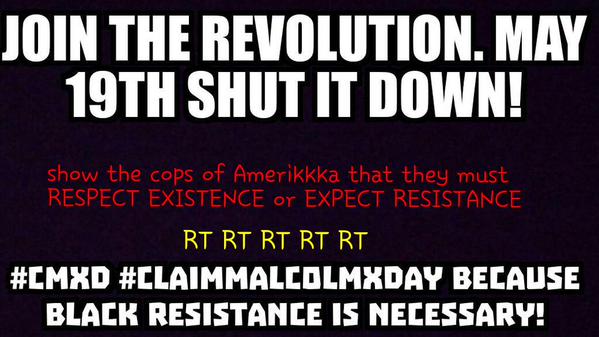 JOIN THE REVOLUTION. MAY
19TH SHUT IT DOWN!
show the cops of Amerikkka that they must
RESPECT EXISTENCE or EXPECT RESISTANCE
RT RT RT RT RT
#CMXD #CLAIMMALCOLMXDAY BECAUSE
BLACK RESISTANCE IS NECESSARY!